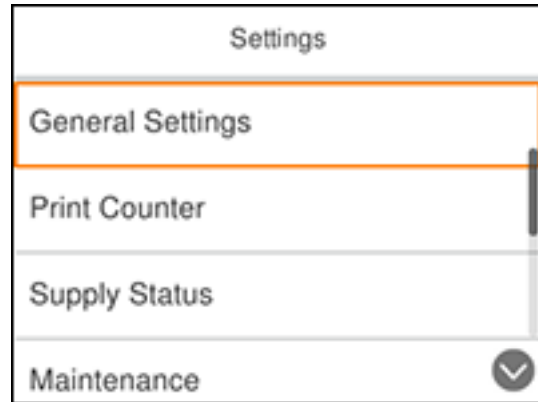 Settings
General Settings
Print Counter
Supply Status
Maintenance